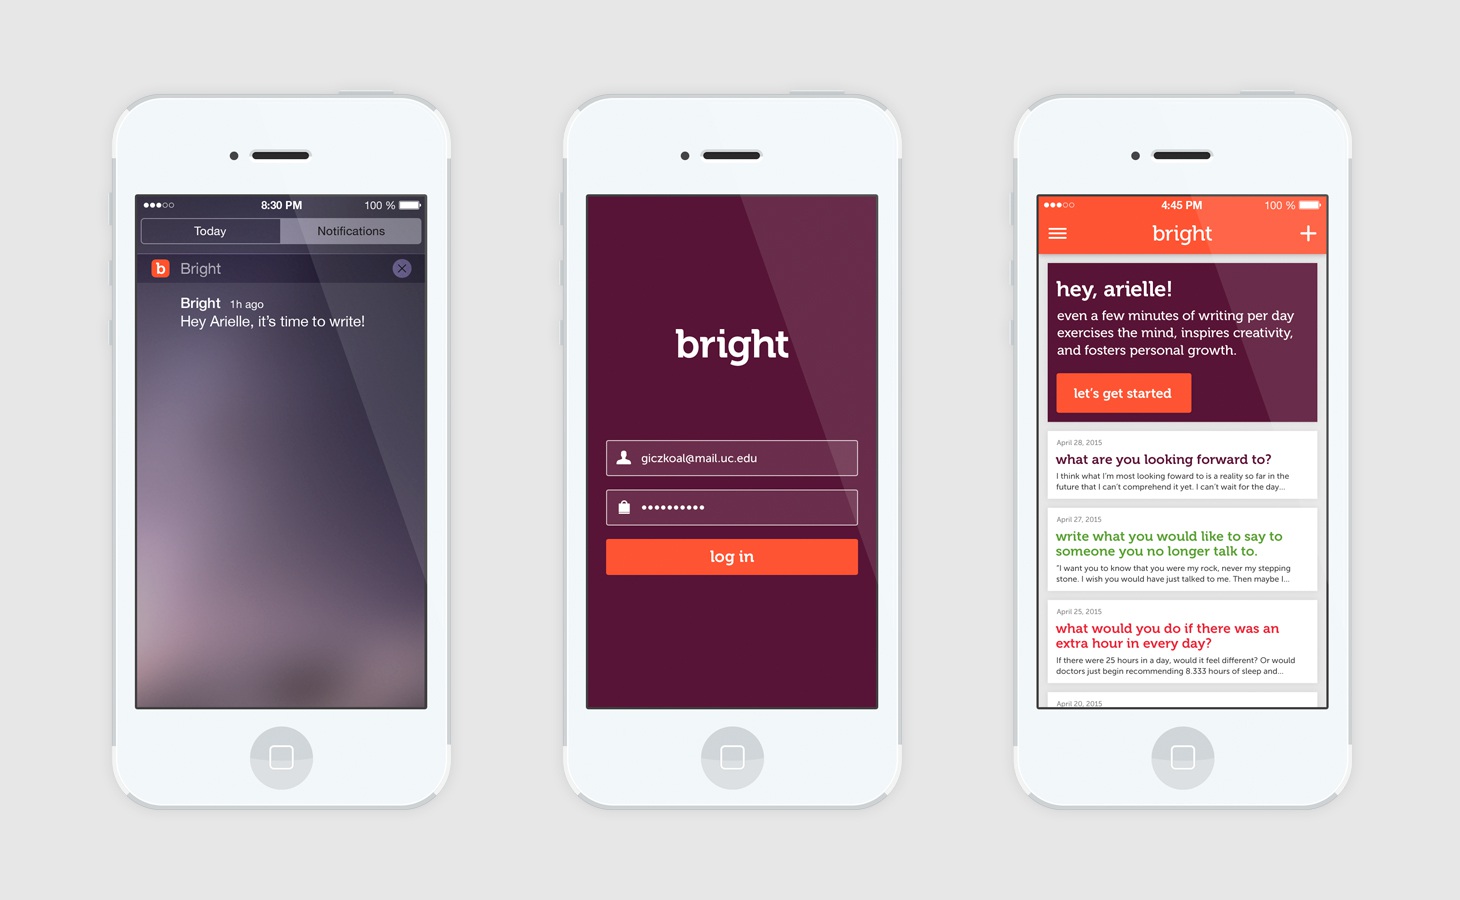 8:30 PM
100 %
Today
Notifications
b
Bright
Bright 1h ago
Hey Arielle, it's time to write!
bright
giczkoal@mail.uc.edu
••••••••••
log in
4:45 PM
100 %
bright
hey, arielle!
even a few minutes of writing per day
exercises the mind, inspires creativity,
and fosters personal growth.
let's get started
April 28, 2015
what are you looking forward to?
I think what I'm most looking foward to is a reality so far in the
future that I can't comprehend it yet. I can't wait for the day...
April 27, 2015
write what you would like to say to
someone you no longer talk to.
"I want you to know that you were my rock, never my stepping
stone. I wish you would have just talked to me. Then maybe I...
April 25, 2015
what would you do if there was an
extra hour in every day?
If there were 25 hours in a day, would it feel different? Or would
doctors just begin recommending 8.333 hours of sleep and...
April 20, 2015